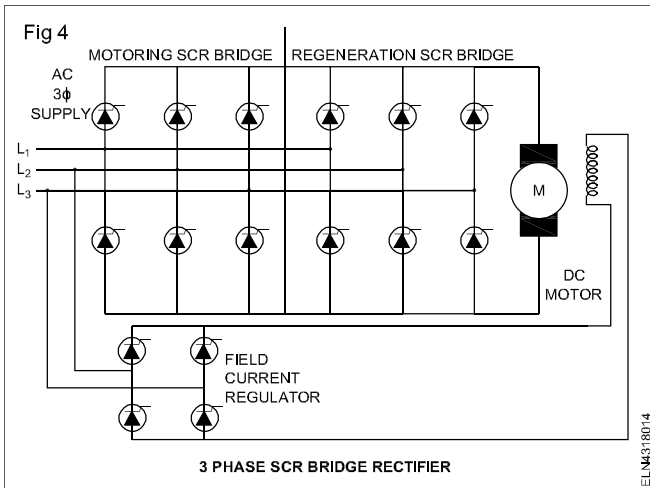 Fig 4
MOTORING SCR BRIDGE
REGENERATION SCR BRIDGE
AC
3ϕ
SUPPLY
L1
L2
L3
M
DC
MOTOR
FIELD
CURRENT
REGULATOR
3 PHASE SCR BRIDGE RECTIFIER
ELN4318014